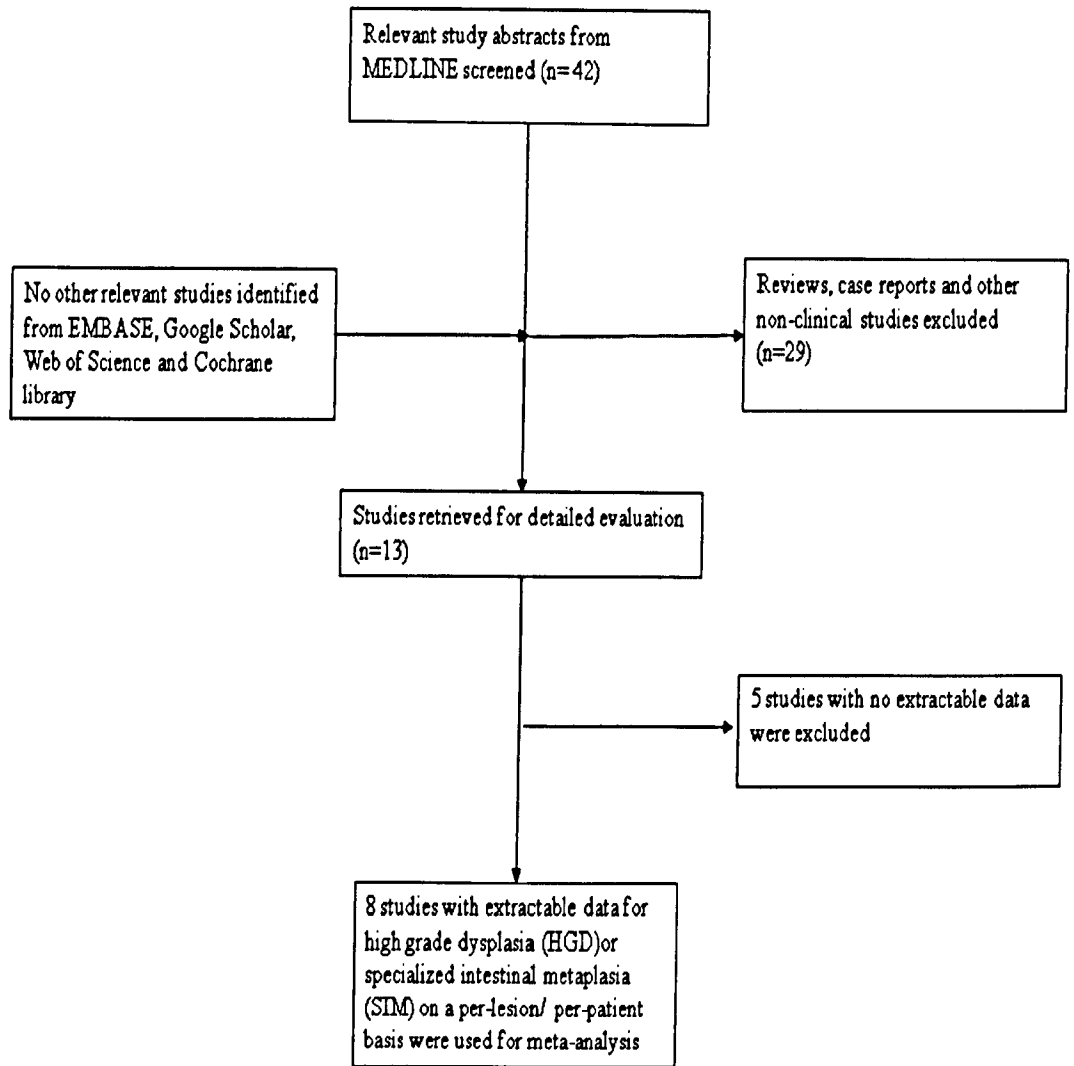 Relevant study abstracts from
MEDLINE screened (n=42)
No other relevant studies identified
from EMBASE, Google Scholar,
Web of Science and Cochrane
library
Reviews, case reports and other
non-clinical studies excluded
(n=29)
Studies retrieved for detailed evaluation
(n=13)
5 studies with no extractable data
were excluded
8 studies with extractable data for
high grade dysplasia (HGD)or
specialized intestinal metaplasia
(SIM) on a per-lesion/ per-patient
basis were used for meta-analysis